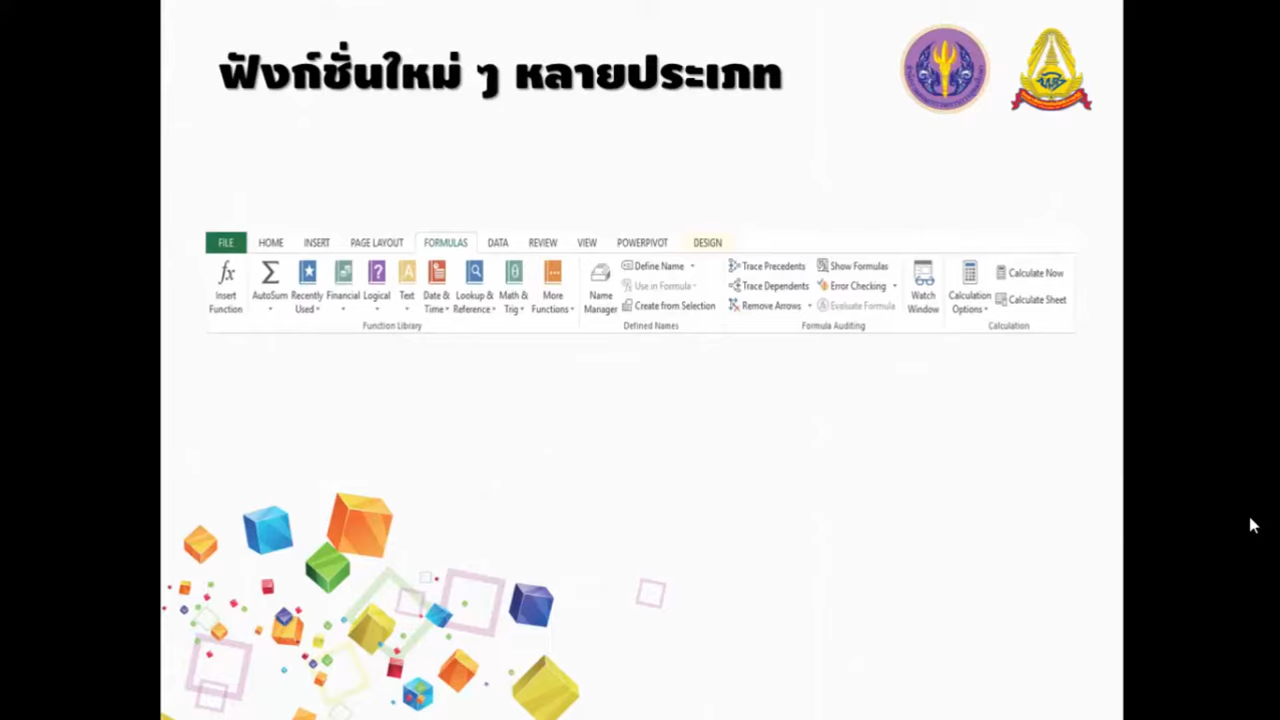 ฟังก์ชั่นใหม่ ๆ หลายประเภท
FILE HOME INSERT PAGE LAYOUT FORMULAS DATA REVIEW VIEW POWERPIVOT DESIGN
fx Insert Function
Σ AutoSum
Recently Used
Financial
Logical
Text
Date & Time
Lookup & Reference
Math & Trig
More Functions
Function Library
Name Manager
Define Name
Use in Formula
Create from Selection
Defined Names
Trace Precedents
Trace Dependents
Remove Arrows
Show Formulas
Error Checking
Evaluate Formula
Formula Auditing
Watch Window
Calculation Options
Calculate Now
Calculate Sheet
Calculation